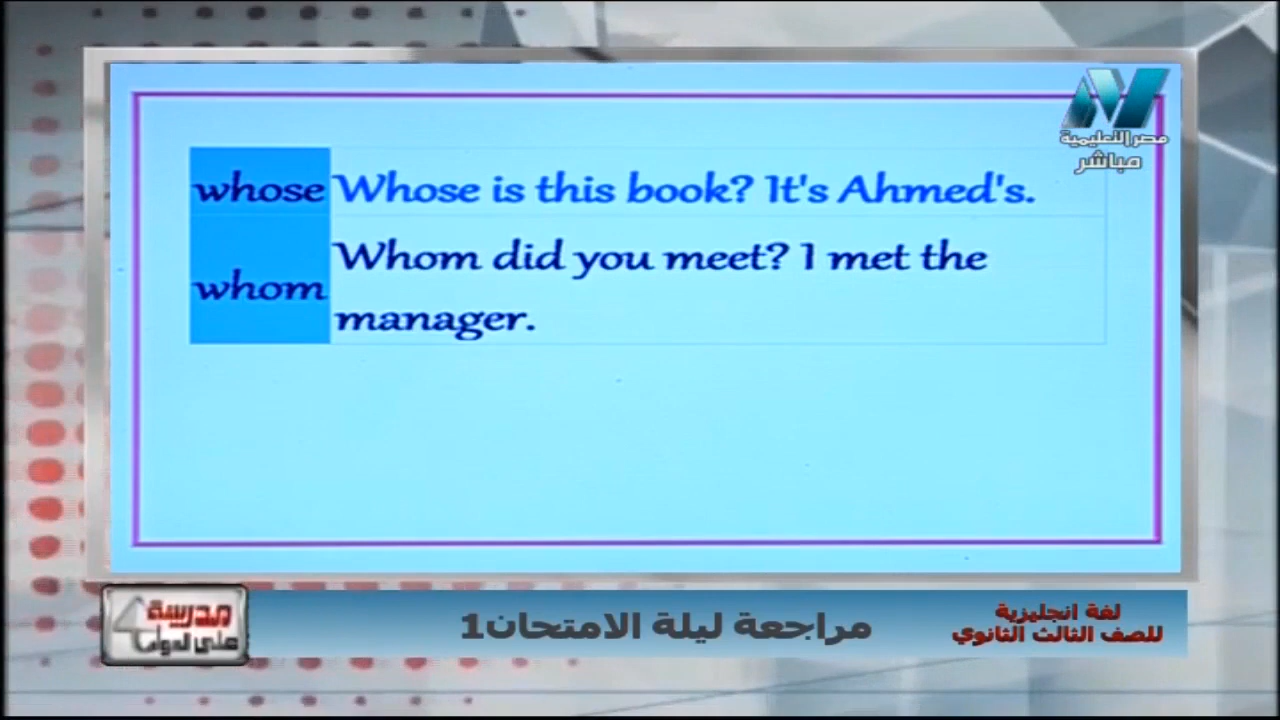 مصر التعليمية
مباشر
whose Whose is this book? It's Ahmed's.
whom Whom did you meet? I met the
manager.
مدرسة
على الهواء
مراجعة ليلة الامتحان1
لغة انجليزية
للصف الثالث الثانوي